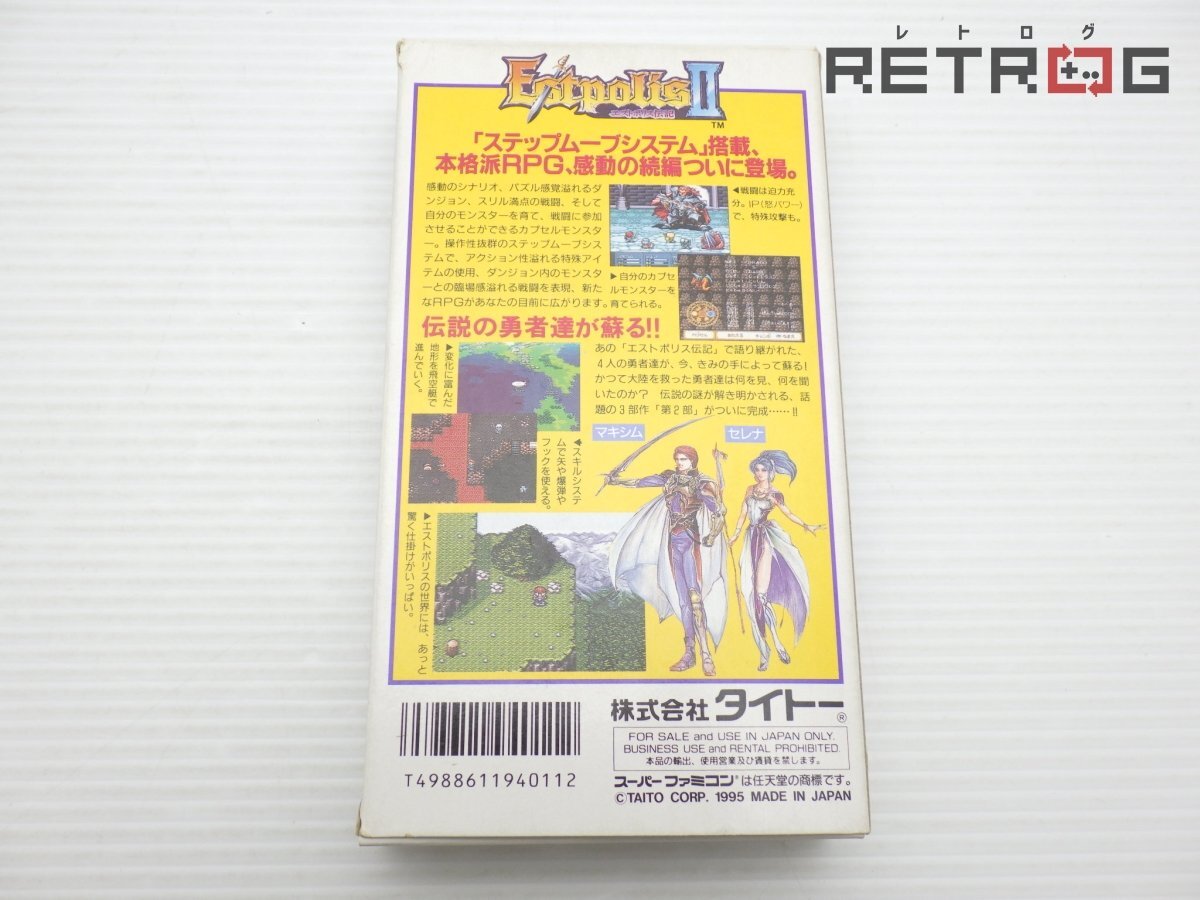 レトログ
RETROG
Estpolis II
エストポリス伝記
TM
「ステップムーブシステム」搭載、
本格派RPG、感動の続編ついに登場。
感動のシナリオ、パズル感覚溢れるダ
ンジョン、スリル満点の戦闘、そして
自分のモンスターを育て、戦闘に参加
させることができるカプセルモンス
ター。操作性抜群のステップムーブシス
テムで、アクション性溢れる特殊アイ
テムの使用、ダンジョン内のモンスタ
ーとの臨場感溢れる戦闘を表現、新た
なRPGがあなたの目前に広がります。
◀戦闘は迫力充
分。IP(怒パワー)
で、特殊攻撃も。
▶自分のカプセ
ルモンスターを
育てられる。
伝説の勇者達が蘇る!!
あの「エストポリス伝記」で語り継がれた、
4人の勇者達が、今、きみの手によって蘇る!
かつて大陸を救った勇者達は何を見、何を聞
いたのか? 伝説の謎が解き明かされる、話
題の3部作「第2部」がついに完成……!!
▶変化に富んだ
地形を飛空艇で
進んでいく。
◀スキルシステ
ムで矢や爆弾や
フックを使える。
▶エストポリスの世界には、あっと
驚く仕掛けがいっぱい。
マキシム
セレナ
株式会社 タイトー®
FOR SALE and USE IN JAPAN ONLY.
BUSINESS USE and RENTAL PROHIBITED.
本品の輸出、使用営業及び賃貸を禁じます。
スーパーファミコン®は任天堂の商標です。
©TAITO CORP. 1995 MADE IN JAPAN
T4988611940112